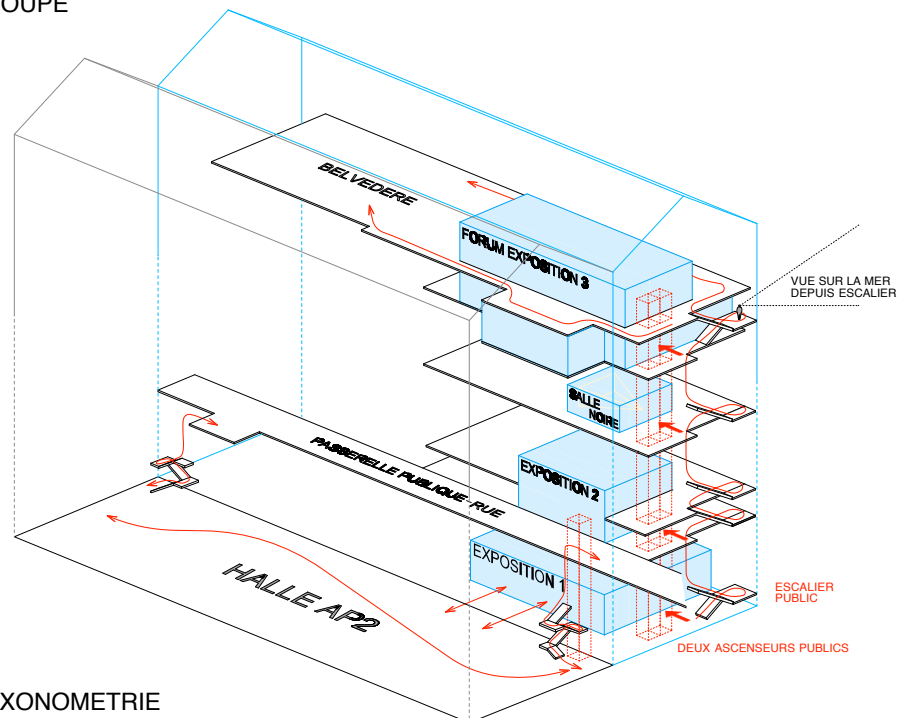 OUPE
BELVEDERE
FORUM EXPOSITION 3
VUE SUR LA MER
DEPUIS ESCALIER
SALLE
NOIRE
PASSERELLE PUBLIQUE-RUE
EXPOSITION 2
EXPOSITION 1
HALLE AP2
ESCALIER
PUBLIC
DEUX ASCENSEURS PUBLICS
XONOMETRIE